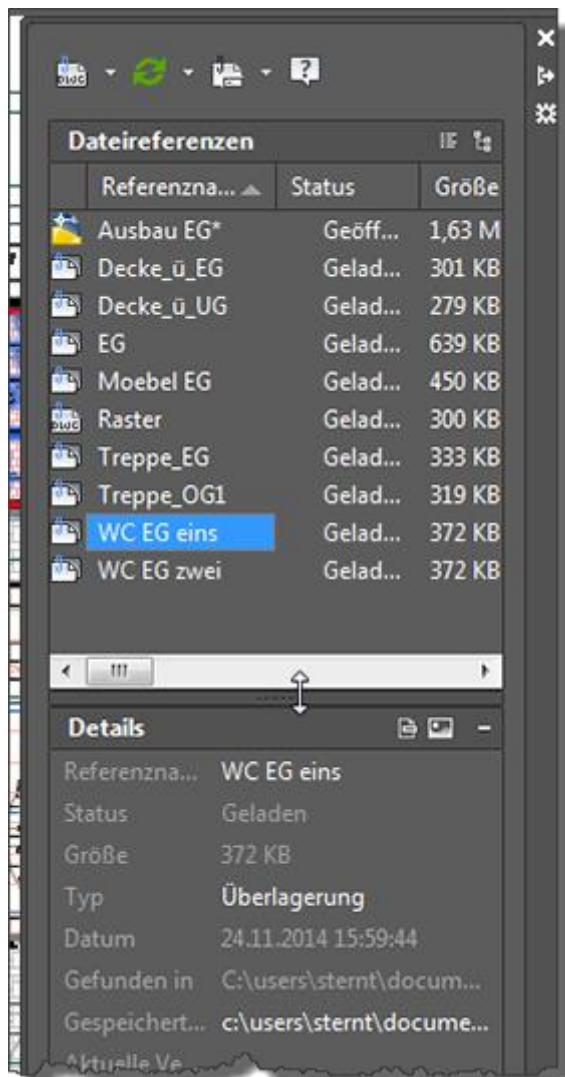 DWG
Dateireferenzen
Referenzna... Status Größe
Ausbau EG* Geöff... 1,63 M
Decke_ü_EG Gelad... 301 KB
Decke_ü_UG Gelad... 279 KB
EG Gelad... 639 KB
Moebel EG Gelad... 450 KB
DWG Raster Gelad... 300 KB
Treppe_EG Gelad... 333 KB
Treppe_OG1 Gelad... 319 KB
WC EG eins Gelad... 372 KB
WC EG zwei Gelad... 372 KB
Details
Referenzna... WC EG eins
Status Geladen
Größe 372 KB
Typ Überlagerung
Datum 24.11.2014 15:59:44
Gefunden in C:\users\sternt\docum...
Gespeichert... c:\users\sternt\docume...
Aktuelle Ve